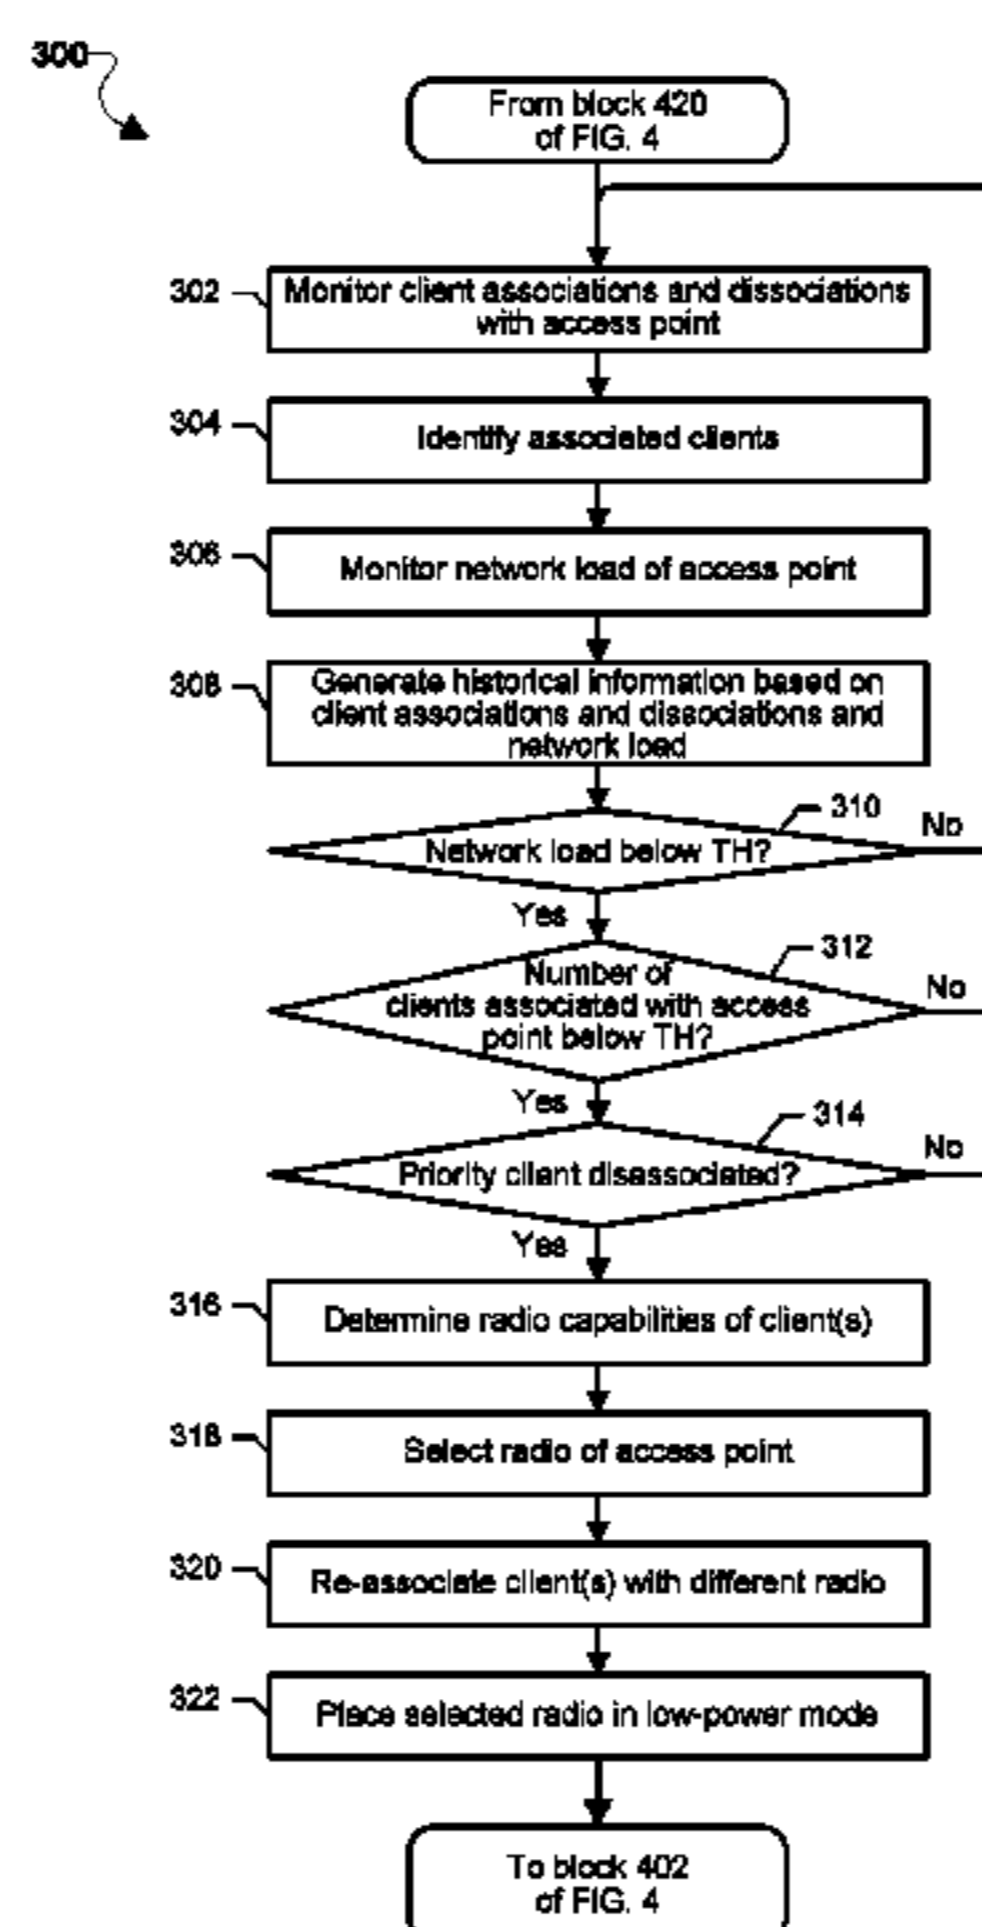 300
From block 420
of FIG. 4
302
Monitor client associations and dissociations
with access point
304
Identify associated clients
306
Monitor network load of access point
308
Generate historical information based on
client associations and dissociations and
network load
310
Network load below TH?
No
Yes
312
Number of
clients associated with access
point below TH?
No
Yes
314
Priority client disassociated?
No
Yes
316
Determine radio capabilities of client(s)
318
Select radio of access point
320
Re-associate client(s) with different radio
322
Place selected radio in low-power mode
To block 402
of FIG. 4